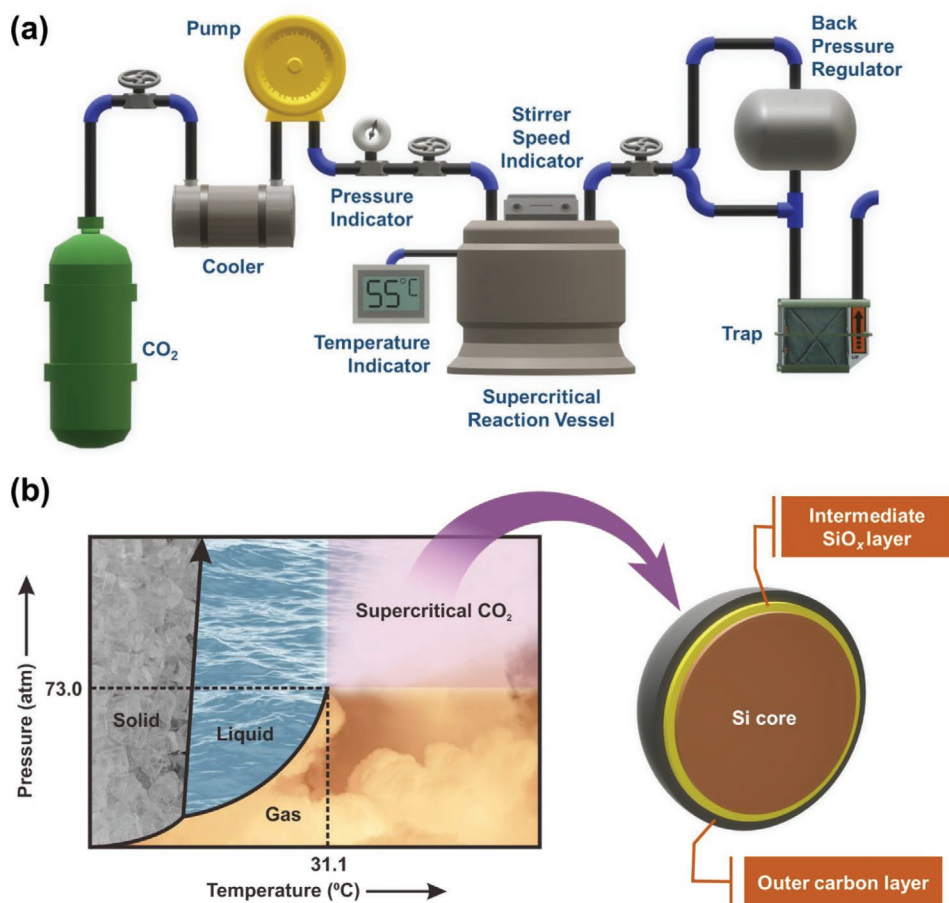 (a)
Pump
Back
Pressure
Regulator
Stirrer
Speed
Indicator
Pressure
Indicator
Cooler
55°C
CO₂
Temperature
Indicator
Trap
UP
Supercritical
Reaction Vessel
(b)
Intermediate
SiOₓ layer
Supercritical CO₂
Pressure (atm)
73.0
Solid
Liquid
Si core
Gas
31.1
Temperature (ºC)
Outer carbon layer